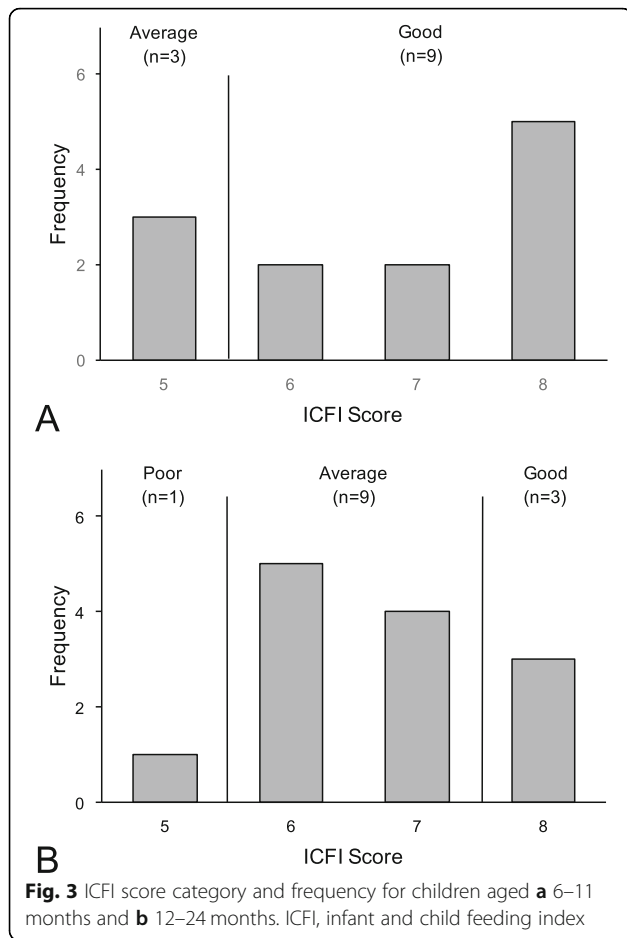 Average Good
(n=3) (n=9)
6
4
2
0
Frequency
5 6 7 8
ICFI Score
A
Poor Average Good
(n=1) (n=9) (n=3)
6
4
2
0
Frequency
5 6 7 8
ICFI Score
B
Fig. 3 ICFI score category and frequency for children aged a 6–11
months and b 12–24 months. ICFI, infant and child feeding index